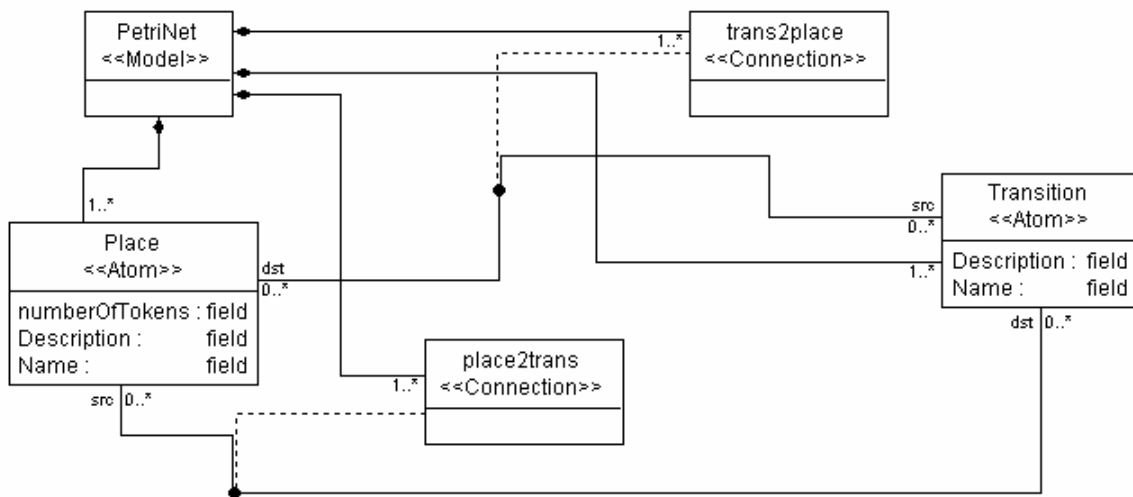 PetriNet
<<Model>>
trans2place
<<Connection>>
1..*
1..*
Place
<<Atom>>
numberOfTokens : field
Description : field
Name : field
dst
0..*
src
0..*
Transition
<<Atom>>
Description : field
Name : field
1..*
dst 0..*
place2trans
<<Connection>>
1..*
src 0..*